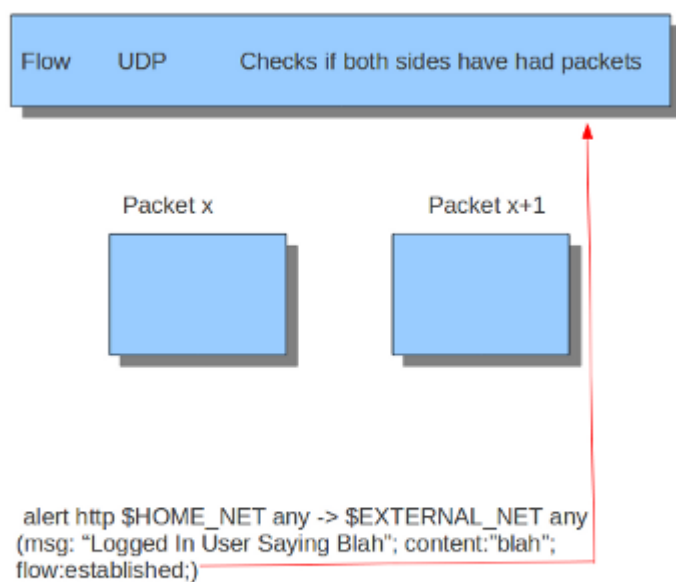 Flow UDP Checks if both sides have had packets
Packet x Packet x+1
alert http $HOME_NET any -> $EXTERNAL_NET any
(msg: “Logged In User Saying Blah"; content:"blah";
flow:established;)